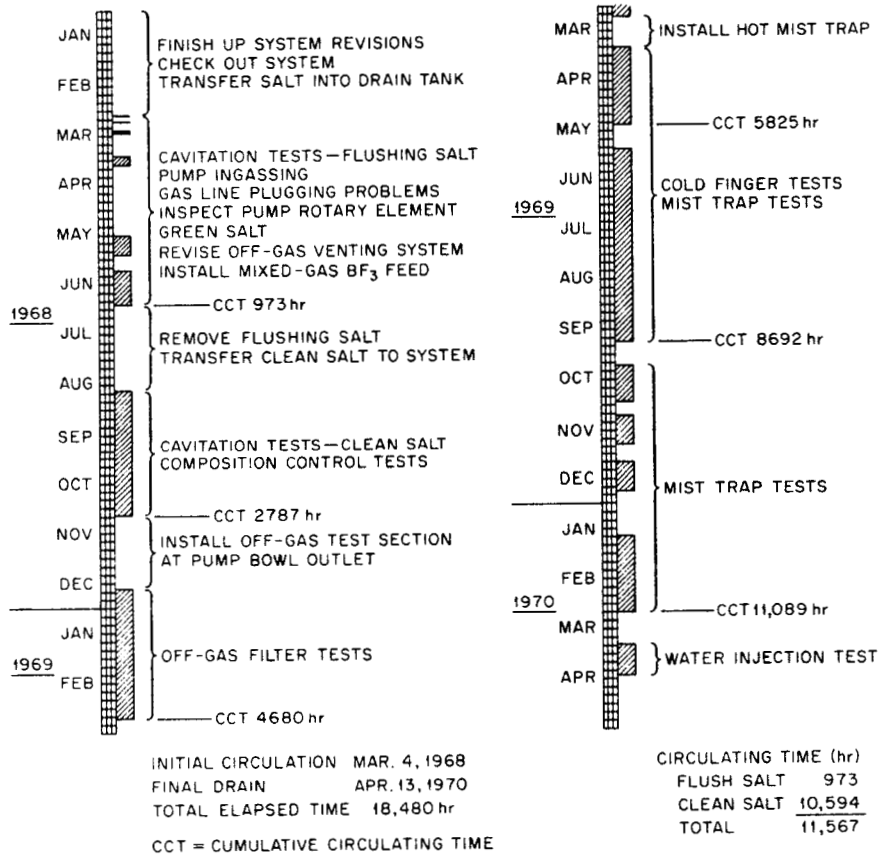 JAN
FINISH UP SYSTEM REVISIONS
CHECK OUT SYSTEM
FEB
TRANSFER SALT INTO DRAIN TANK
MAR
CAVITATION TESTS—FLUSHING SALT
PUMP INGASSING
APR
GAS LINE PLUGGING PROBLEMS
INSPECT PUMP ROTARY ELEMENT
GREEN SALT
MAY
REVISE OFF-GAS VENTING SYSTEM
INSTALL MIXED-GAS BF3 FEED
JUN
CCT 973 hr
1968
JUL
REMOVE FLUSHING SALT
TRANSFER CLEAN SALT TO SYSTEM
AUG
SEP
CAVITATION TESTS—CLEAN SALT
COMPOSITION CONTROL TESTS
OCT
CCT 2787 hr
NOV
INSTALL OFF-GAS TEST SECTION
AT PUMP BOWL OUTLET
DEC
JAN
OFF-GAS FILTER TESTS
1969
FEB
CCT 4680 hr
INITIAL CIRCULATION MAR. 4, 1968
FINAL DRAIN APR. 13, 1970
TOTAL ELAPSED TIME 18,480 hr
CCT = CUMULATIVE CIRCULATING TIME
MAR
INSTALL HOT MIST TRAP
APR
MAY
CCT 5825 hr
JUN
COLD FINGER TESTS
MIST TRAP TESTS
1969
JUL
AUG
SEP
CCT 8692 hr
OCT
NOV
DEC
MIST TRAP TESTS
JAN
FEB
1970
CCT 11,089 hr
MAR
WATER INJECTION TEST
APR
CIRCULATING TIME (hr)
FLUSH SALT 973
CLEAN SALT 10,594
TOTAL 11,567